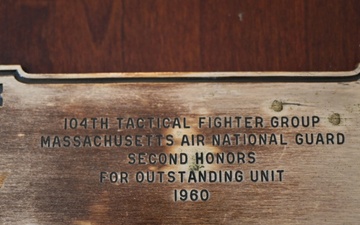 104TH TACTICAL FIGHTER GROUP
MASSACHUSETTS AIR NATIONAL GUARD
SECOND HONORS
FOR OUTSTANDING UNIT
1960